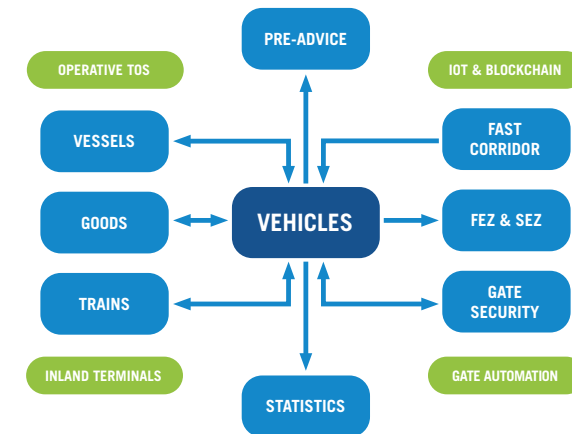 PRE-ADVICE
OPERATIVE TOS
IOT & BLOCKCHAIN
VESSELS
FAST
CORRIDOR
GOODS
VEHICLES
FEZ & SEZ
TRAINS
GATE
SECURITY
INLAND TERMINALS
GATE AUTOMATION
STATISTICS